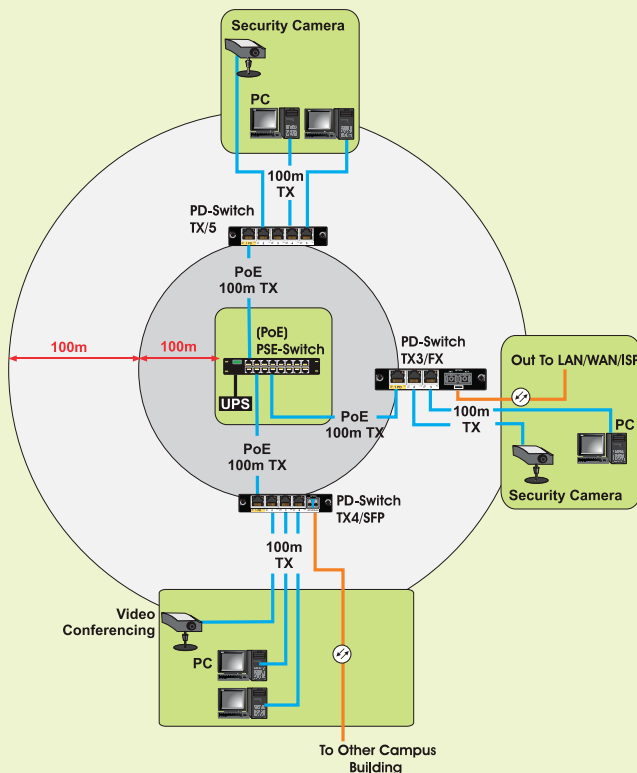 Security Camera
PC
100m
TX
PD-Switch
TX/5
PoE
100m TX
(PoE)
PSE-Switch
UPS
100m
100m
PD-Switch
TX3/FX
Out To LAN/WAN/ISP
100m
TX
PC
Security Camera
PoE
100m TX
PoE
100m TX
PD-Switch
TX4/SFP
100m
TX
Video
Conferencing
PC
To Other Campus
Building